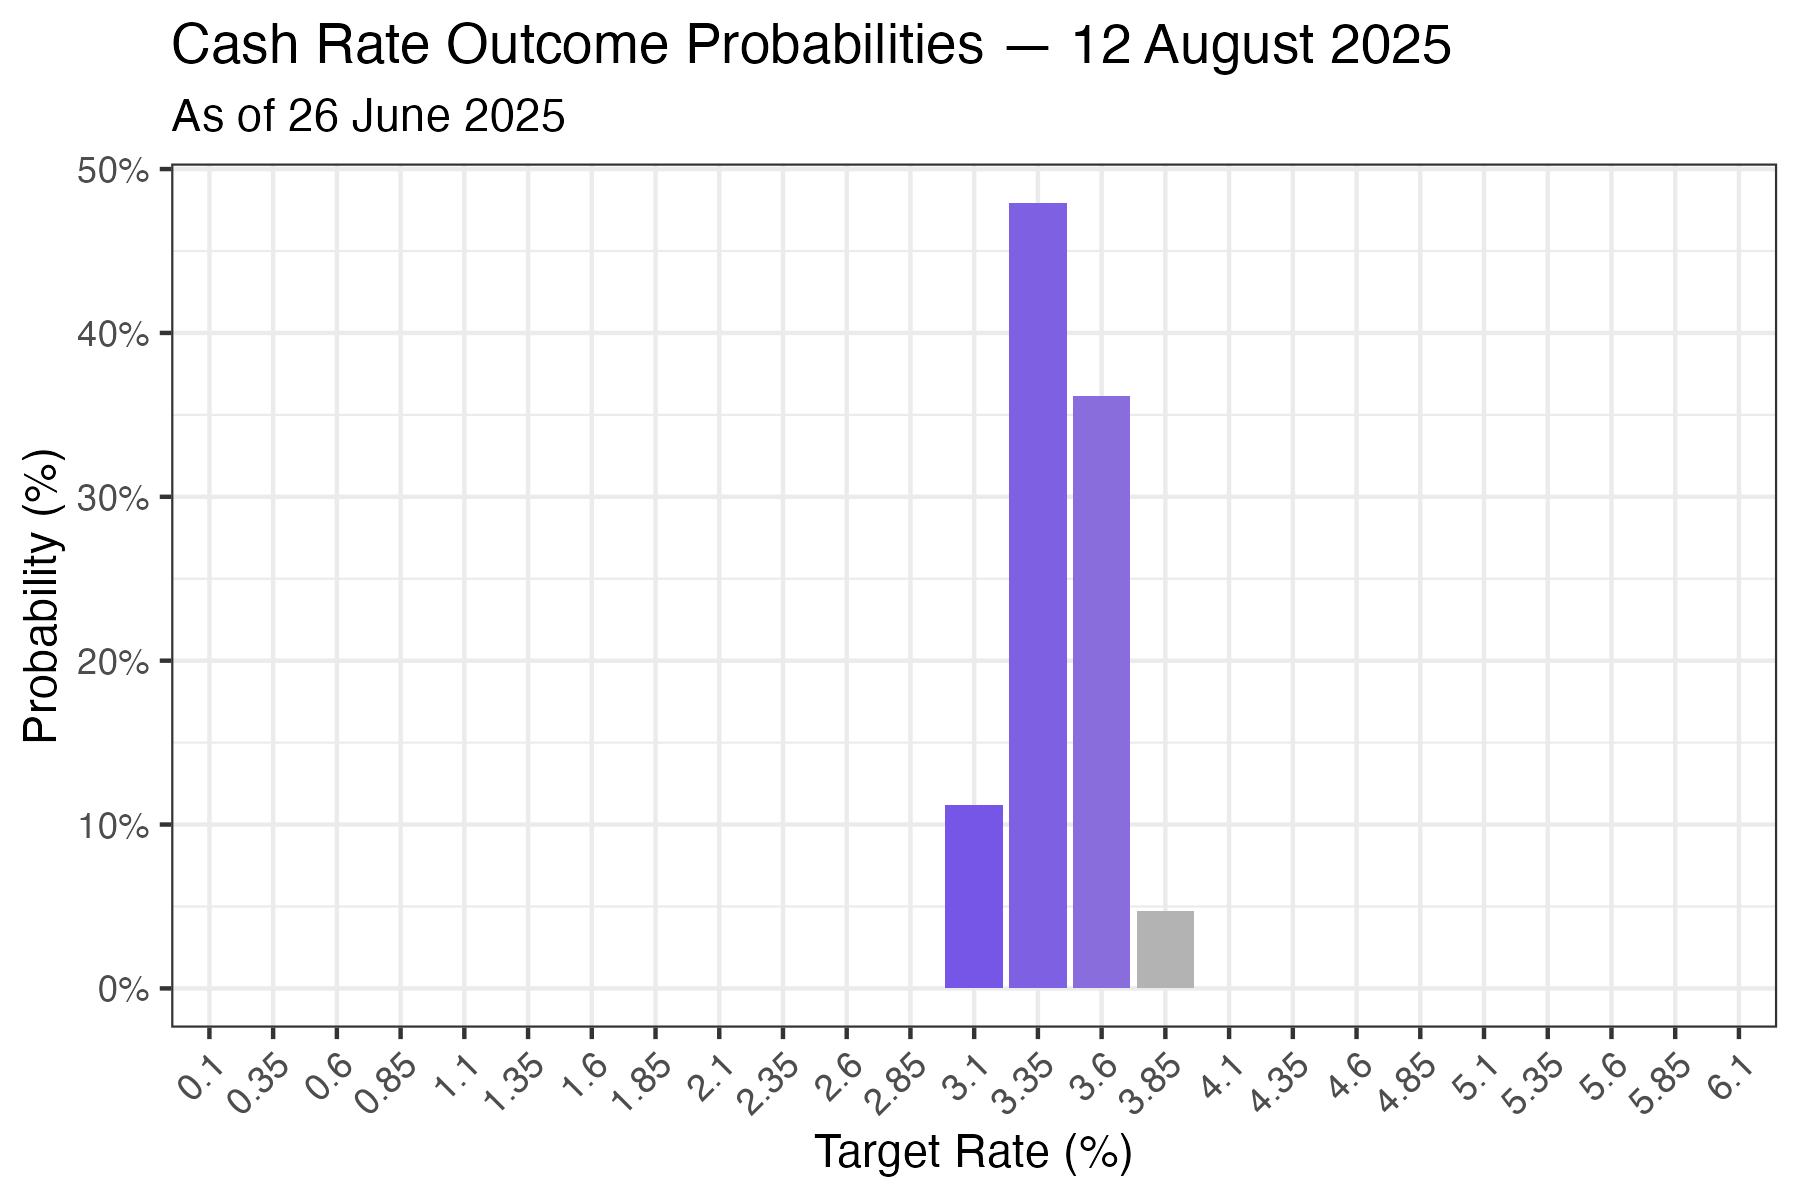 Cash Rate Outcome Probabilities — 12 August 2025
As of 26 June 2025
Probability (%)
50%
40%
30%
20%
10%
0%
0.1 0.35 0.6 0.85 1.1 1.35 1.6 1.85 2.1 2.35 2.6 2.85 3.1 3.35 3.6 3.85 4.1 4.35 4.6 4.85 5.1 5.35 5.6 5.85 6.1
Target Rate (%)